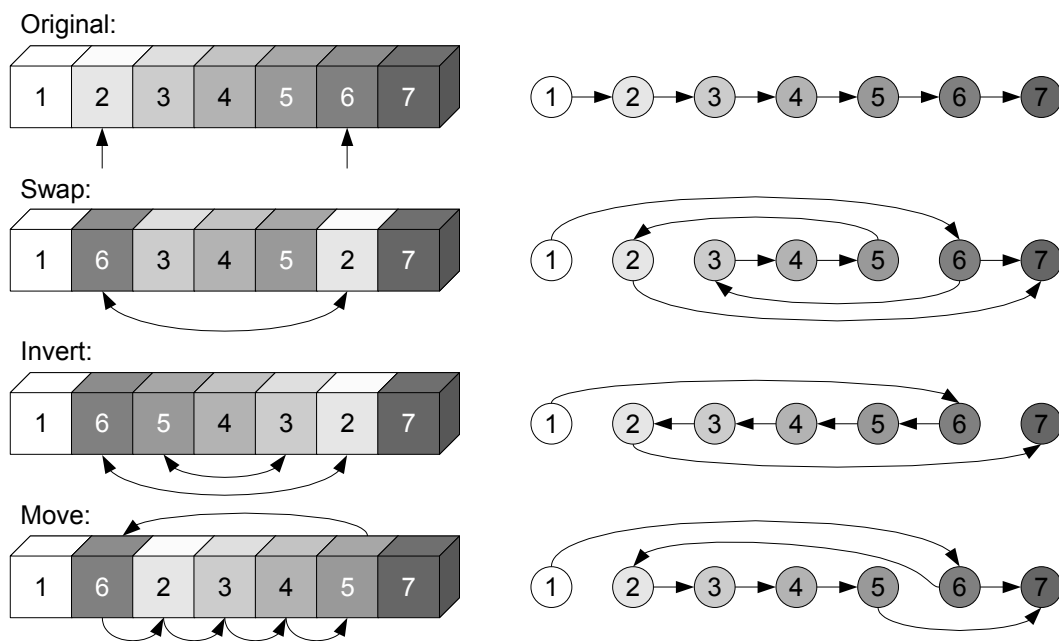 Original:
1 2 3 4 5 6 7
1 2 3 4 5 6 7
Swap:
1 6 3 4 5 2 7
1 2 3 4 5 6 7
Invert:
1 6 5 4 3 2 7
1 2 3 4 5 6 7
Move:
1 6 2 3 4 5 7
1 2 3 4 5 6 7